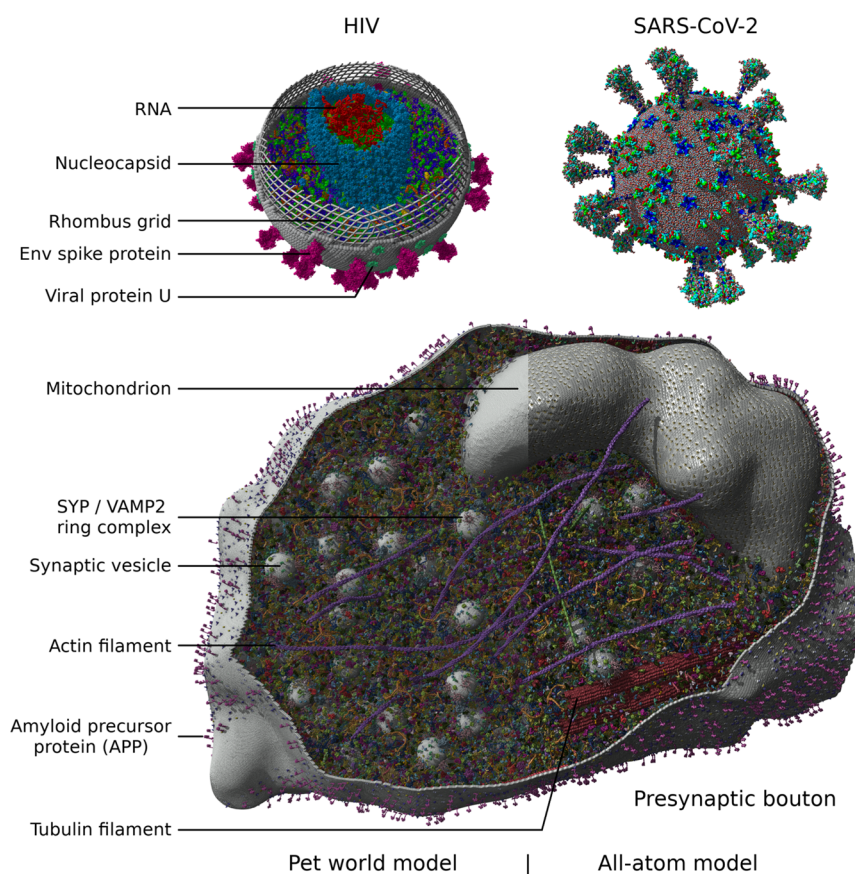 HIV
SARS-CoV-2
RNA
Nucleocapsid
Rhombus grid
Env spike protein
Viral protein U
Mitochondrion
SYP / VAMP2
ring complex
Synaptic vesicle
Actin filament
Amyloid precursor
protein (APP)
Presynaptic bouton
Tubulin filament
Pet world model | All-atom model